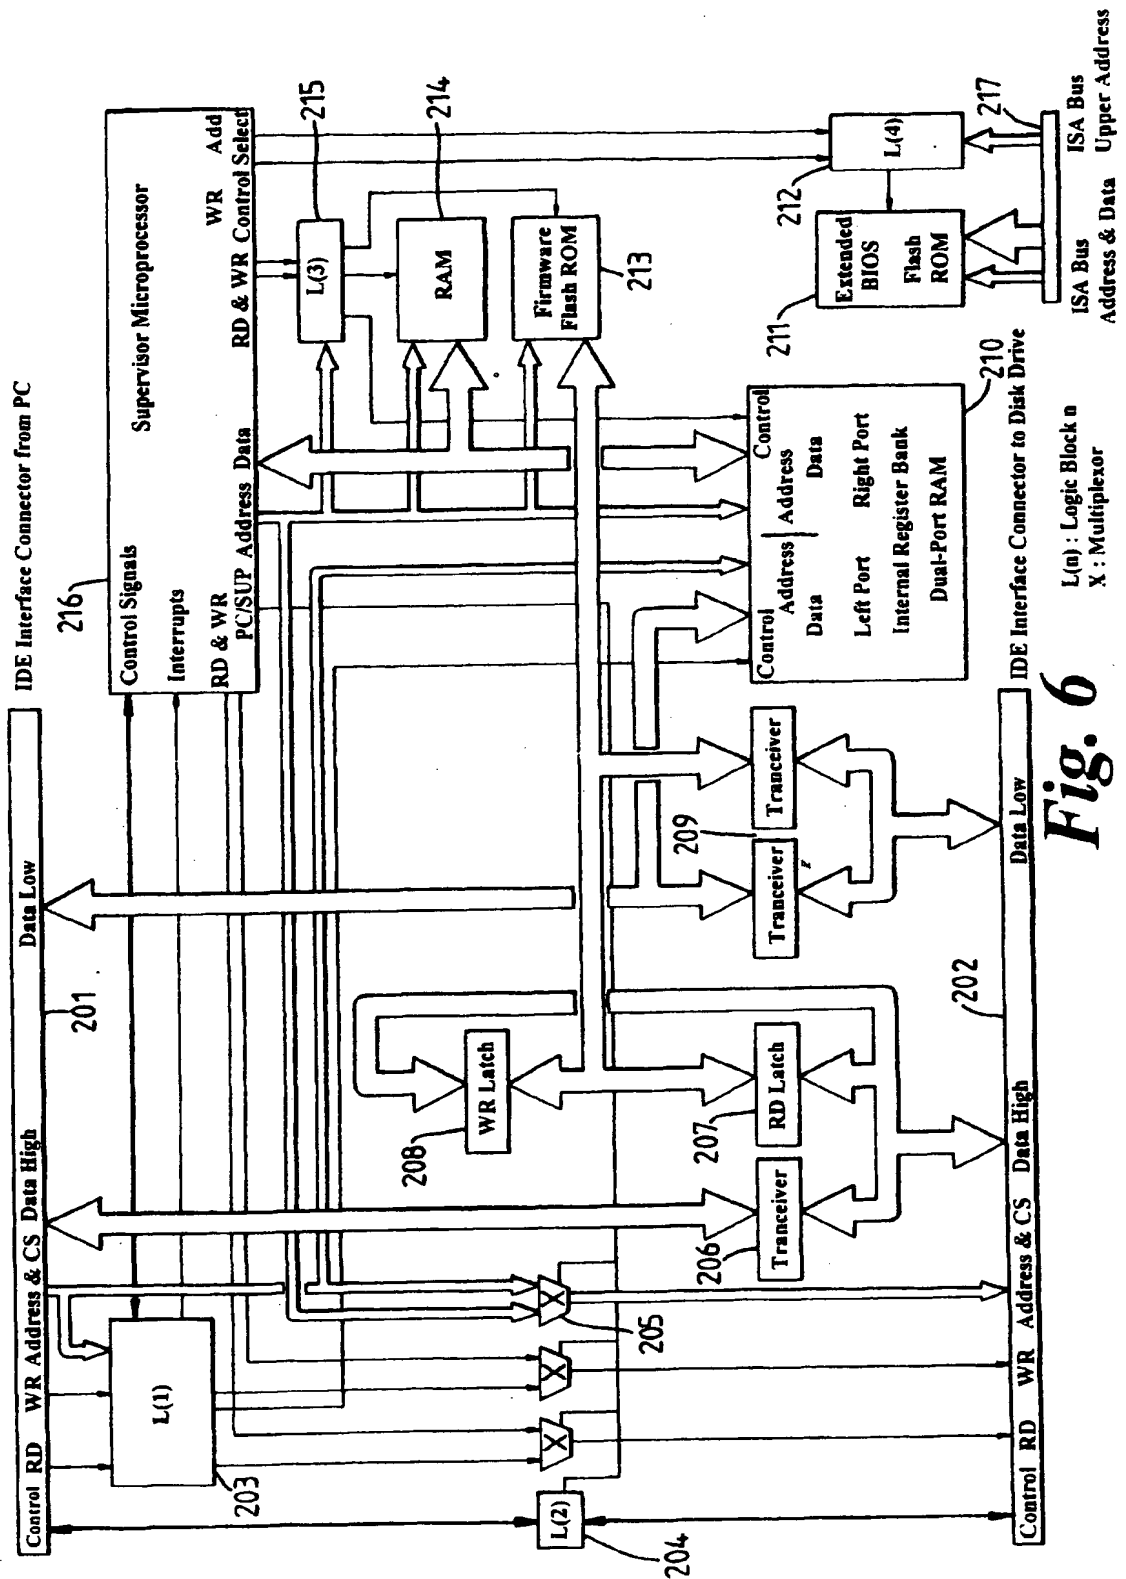 IDE Interface Connector from PC
Control RD WR Address & CS Data High Data Low
201
216
Control Signals
Supervisor Microprocessor
Interrupts
RD & WR
PC/SUP Address Data RD & WR Control Select
WR Add
L(1)
203
L(3)
215
RAM
214
Firmware
Flash ROM
213
WR Latch
208
L(2)
204
X
X
X
205
Tranceiver
206
RD Latch
207
Tranceiver
Tranceiver
209
Control Address Address Control
Data Data
Left Port Right Port
Internal Register Bank
Dual-Port RAM
210
Extended
BIOS
Flash
ROM
211
L(4)
212
217
ISA Bus
Address & Data
ISA Bus
Upper Address
Control RD WR Address & CS Data High Data Low
202
IDE Interface Connector to Disk Drive
L(n) : Logic Block n
X : Multiplexor
Fig. 6